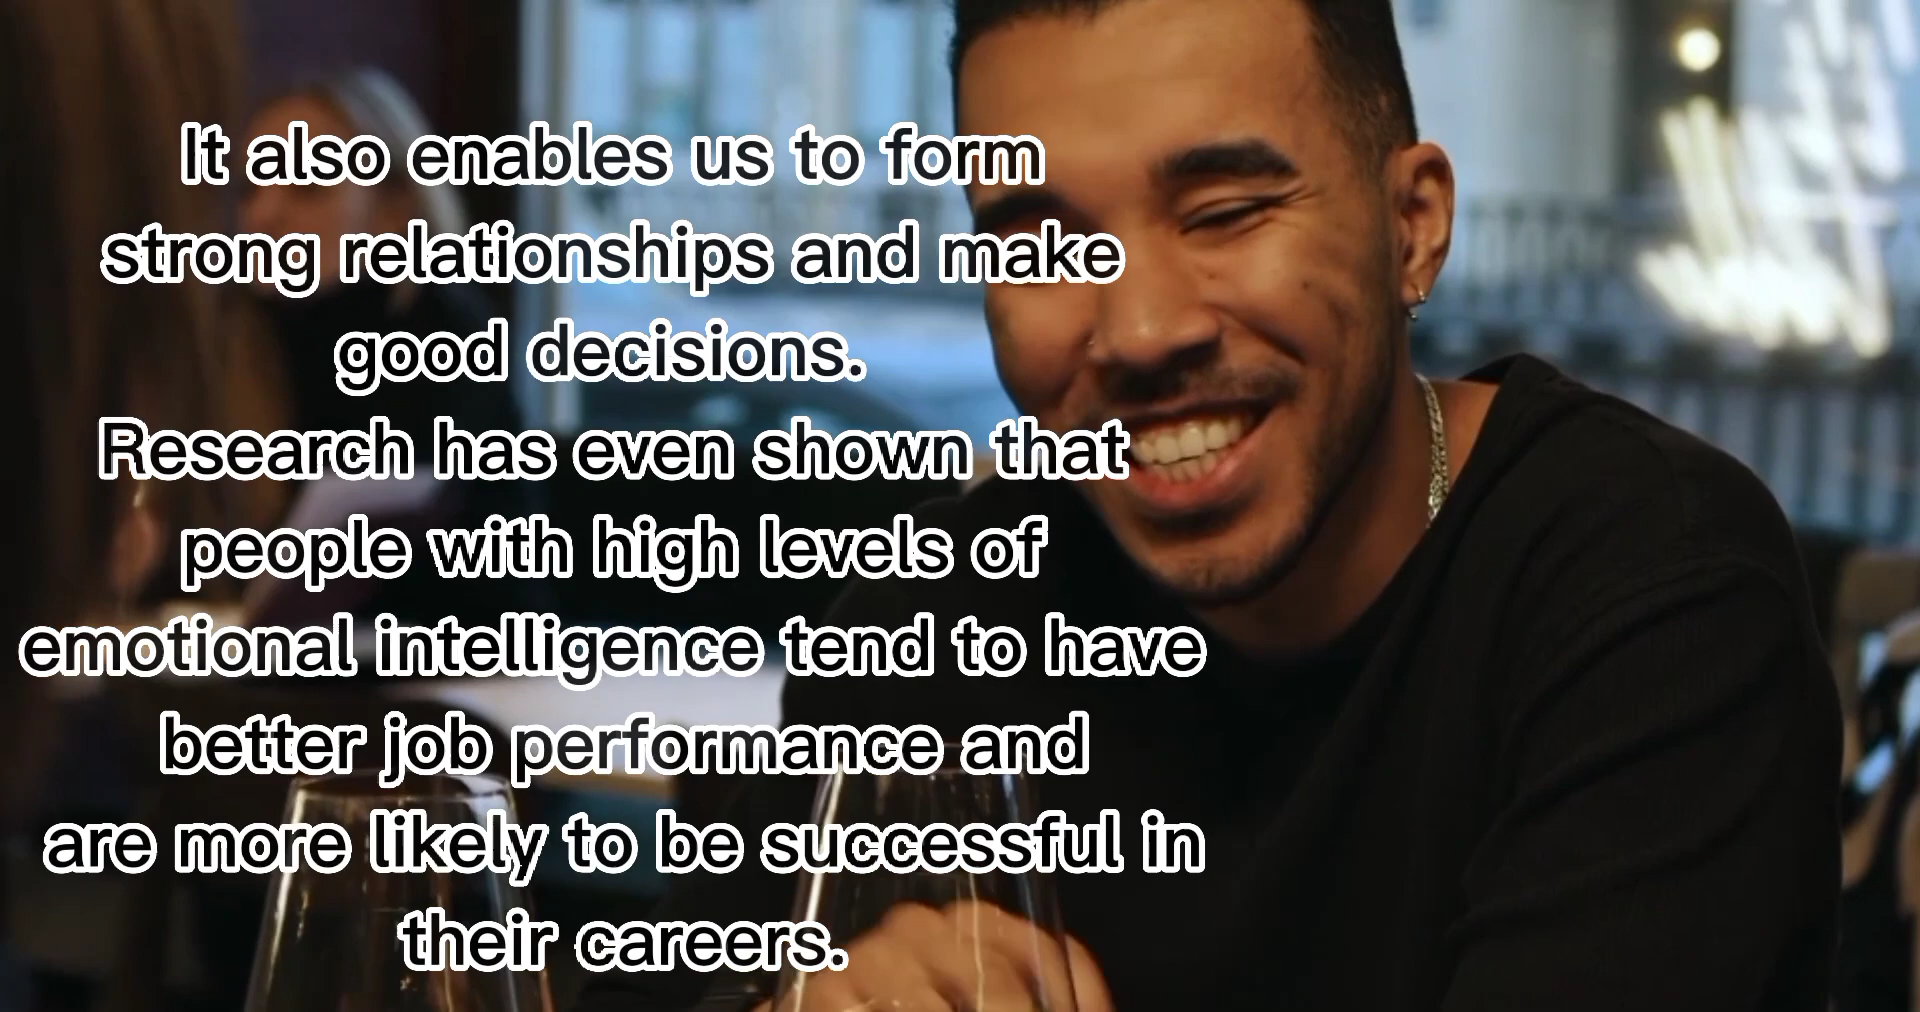 It also enables us to form
strong relationships and make
good decisions.
Research has even shown that
people with high levels of
emotional intelligence tend to have
better job performance and
are more likely to be successful in
their careers.